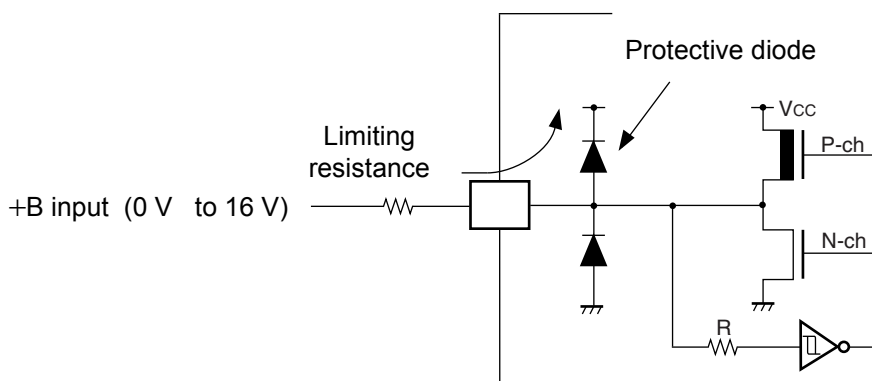 Protective diode
Limiting
resistance
+B input (0 V to 16 V)
VCC
P-ch
N-ch
R